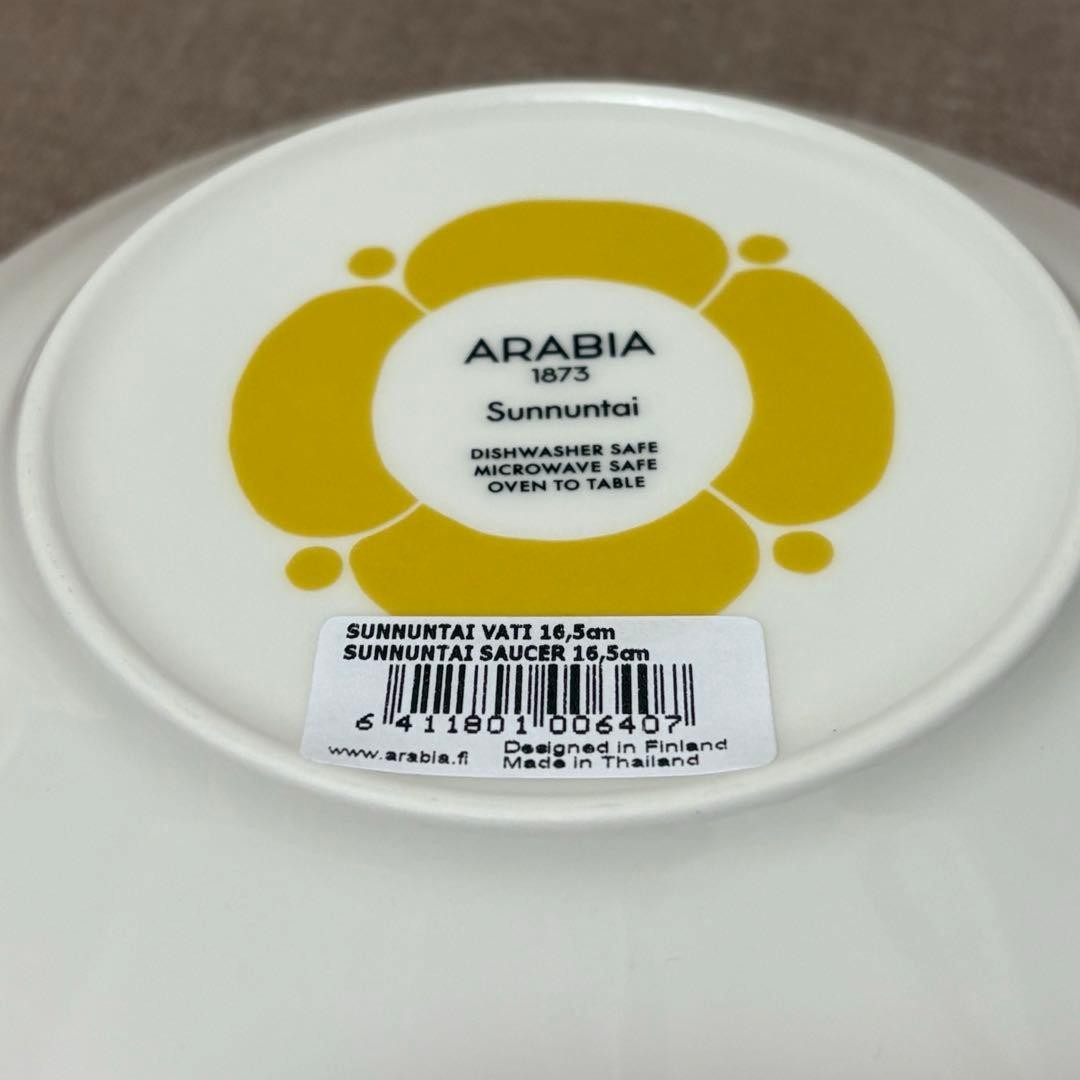 ARABIA
1873
Sunnuntai
DISHWASHER SAFE
MICROWAVE SAFE
OVEN TO TABLE
SUNNUNTAI VATI 16,5cm
SUNNUNTAI SAUCER 16,5cm
6 411801 006407
www.arabia.fi Designed in Finland
Made in Thailand